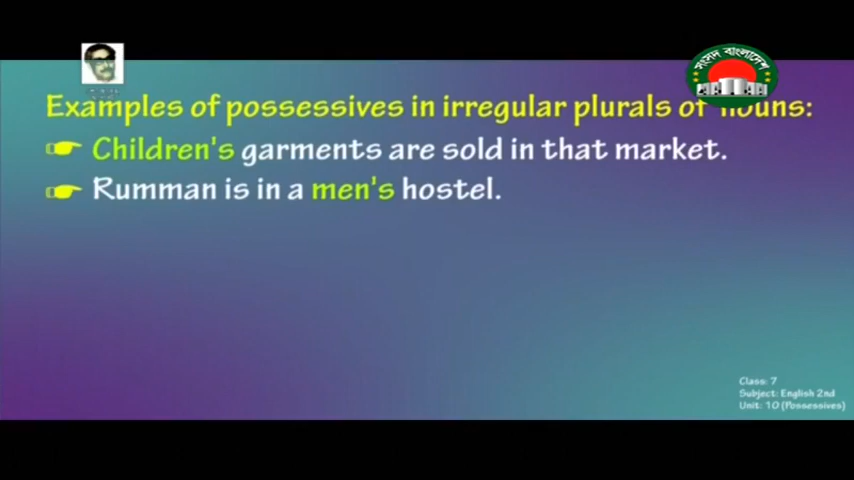 সংসদ বাংলাদেশ
Examples of possessives in irregular plurals of nouns:
Children's garments are sold in that market.
Rumman is in a men's hostel.
Class: 7
Subject: English 2nd
Unit: 10 (Possessives)